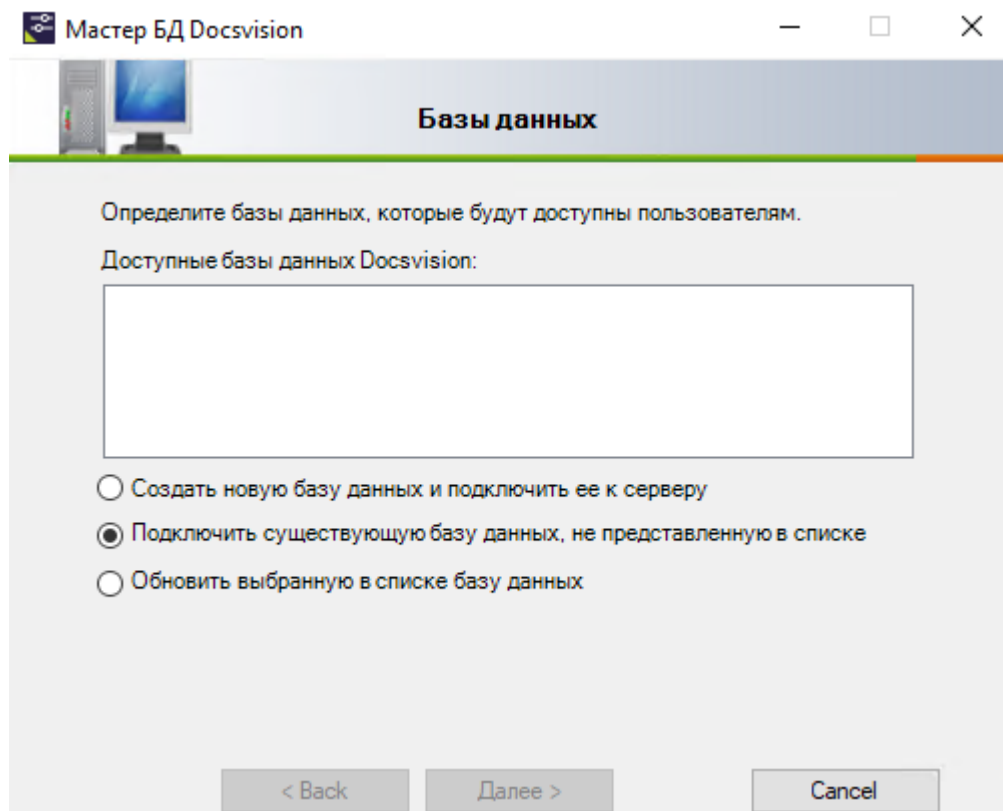 Мастер БД Docsvision
Базы данных
Определите базы данных, которые будут доступны пользователям.
Доступные базы данных Docsvision:
Создать новую базу данных и подключить ее к серверу
Подключить существующую базу данных, не представленную в списке
Обновить выбранную в списке базу данных
< Back Далее > Cancel